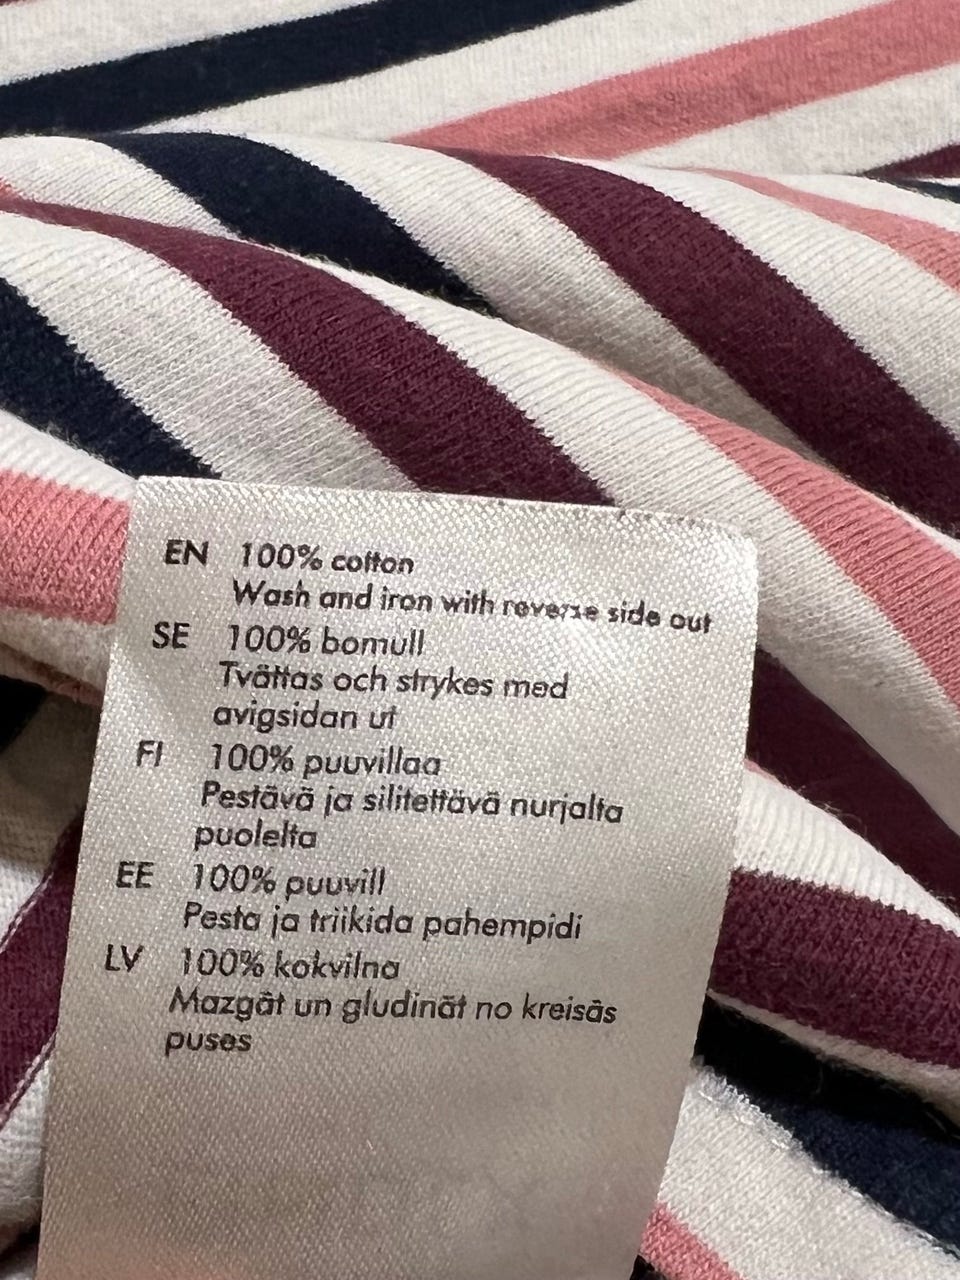 EN 100% cotton
Wash and iron with reverse side out
SE 100% bomull
Tvättas och strykes med
avigsidan ut
FI 100% puuvillaa
Pestävä ja silitettävä nurjalta
puolelta
EE 100% puuvill
Pesta ja triikida pahempidi
LV 100% kokvilna
Mazgāt un gludināt no kreisās
puses